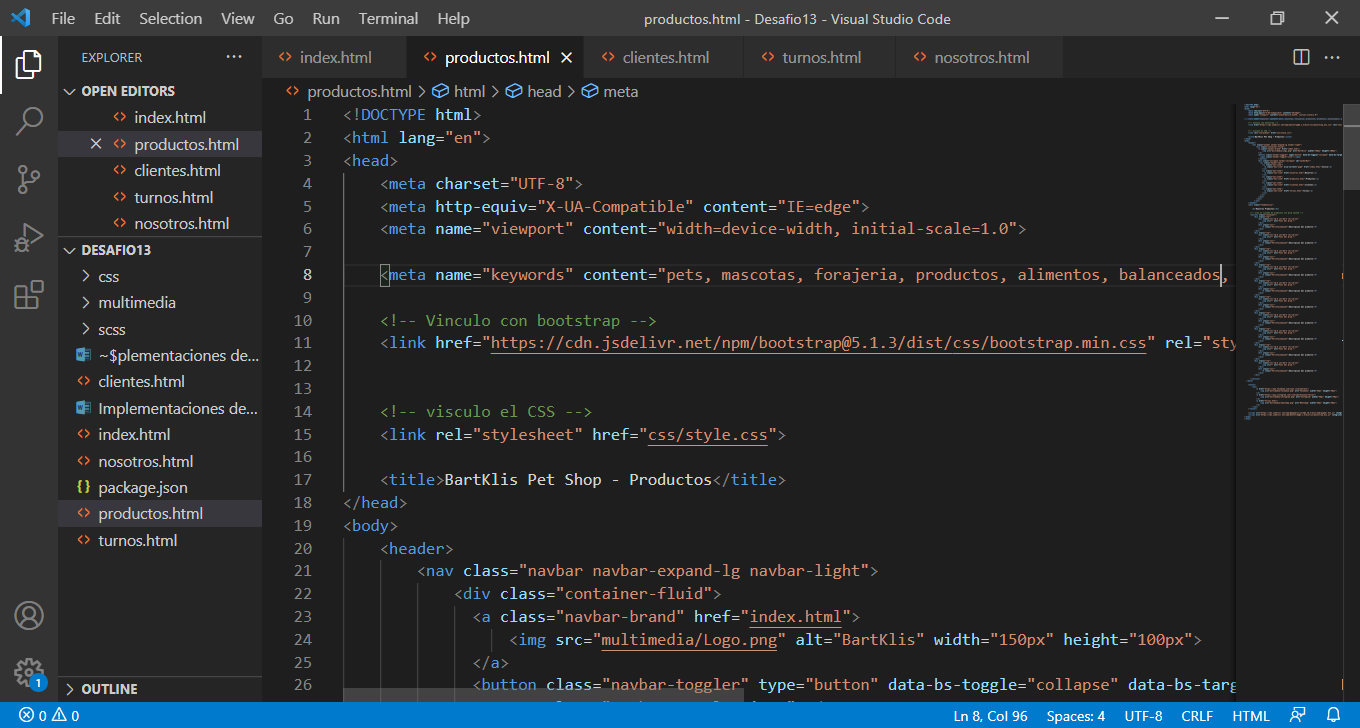 File Edit Selection View Go Run Terminal Help productos.html - Desafio13 - Visual Studio Code
EXPLORER
OPEN EDITORS
index.html
productos.html
clientes.html
turnos.html
nosotros.html
DESAFIO13
css
multimedia
scss
~$plementaciones de...
clientes.html
Implementaciones de...
index.html
nosotros.html
package.json
productos.html
turnos.html
OUTLINE
index.html productos.html clientes.html turnos.html nosotros.html
productos.html > html > head > meta
1 <!DOCTYPE html>
2 <html lang="en">
3 <head>
4 <meta charset="UTF-8">
5 <meta http-equiv="X-UA-Compatible" content="IE=edge">
6 <meta name="viewport" content="width=device-width, initial-scale=1.0">
7
8 <meta name="keywords" content="pets, mascotas, forajeria, productos, alimentos, balanceados,
9
10 <!-- Vinculo con bootstrap -->
11 <link href="https://cdn.jsdelivr.net/npm/bootstrap@5.1.3/dist/css/bootstrap.min.css" rel="sty
12
13
14 <!-- visculo el CSS -->
15 <link rel="stylesheet" href="css/style.css">
16
17 <title>BartKlis Pet Shop - Productos</title>
18 </head>
19 <body>
20 <header>
21 <nav class="navbar navbar-expand-lg navbar-light">
22 <div class="container-fluid">
23 <a class="navbar-brand" href="index.html">
24 <img src="multimedia/Logo.png" alt="BartKlis" width="150px" height="100px">
25 </a>
26 <button class="navbar-toggler" type="button" data-bs-toggle="collapse" data-bs-targ
1
0 0 Ln 8, Col 96 Spaces: 4 UTF-8 CRLF HTML